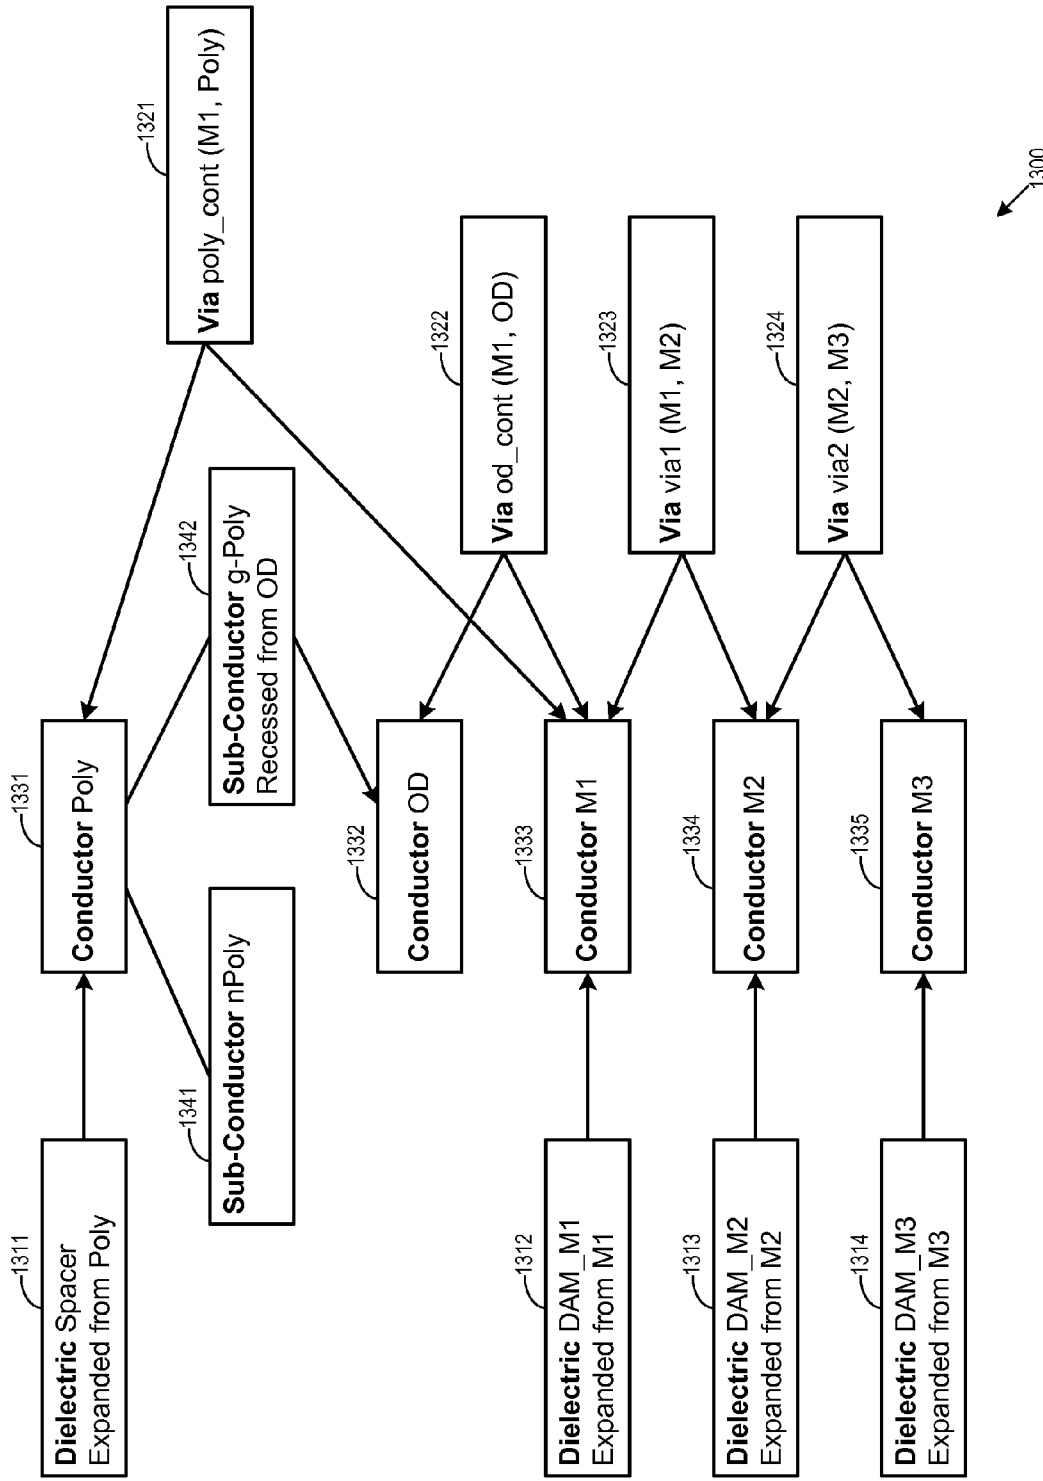 1311
Dielectric Spacer
Expanded from Poly
1331
Conductor Poly
1321
Via poly_cont (M1, Poly)
1341
Sub-Conductor nPoly
1342
Sub-Conductor g-Poly
Recessed from OD
1332
Conductor OD
1322
Via od_cont (M1, OD)
1312
Dielectric DAM_M1
Expanded from M1
1333
Conductor M1
1323
Via via1 (M1, M2)
1313
Dielectric DAM_M2
Expanded from M2
1334
Conductor M2
1324
Via via2 (M2, M3)
1314
Dielectric DAM_M3
Expanded from M3
1335
Conductor M3
1300